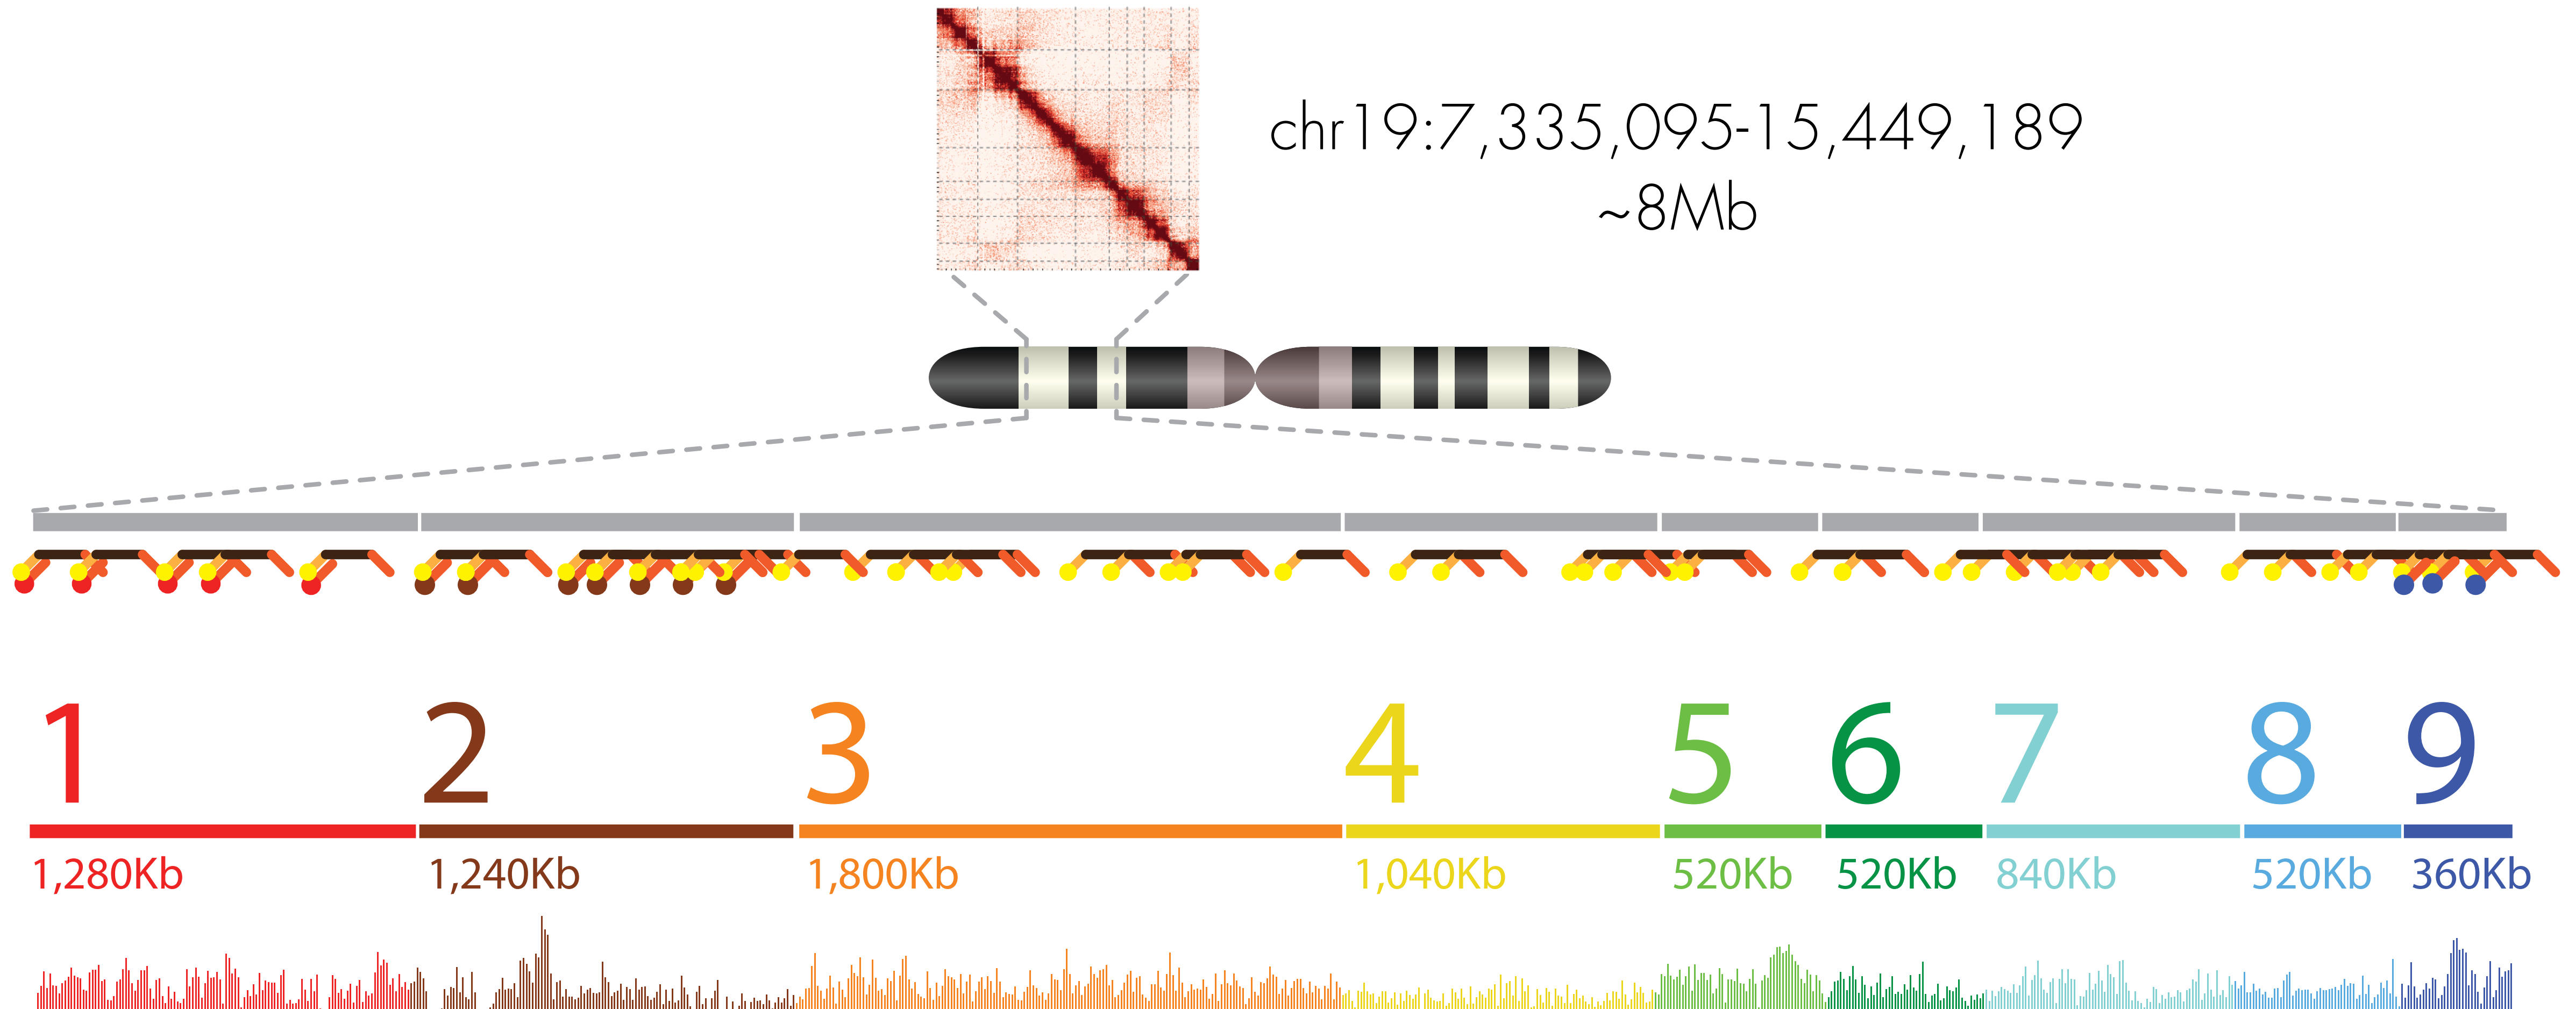 chr19:7,335,095-15,449,189
~8Mb
1 2 3 4 5 6 7 8 9
1,280Kb 1,240Kb 1,800Kb 1,040Kb 520Kb 520Kb 840Kb 520Kb 360Kb